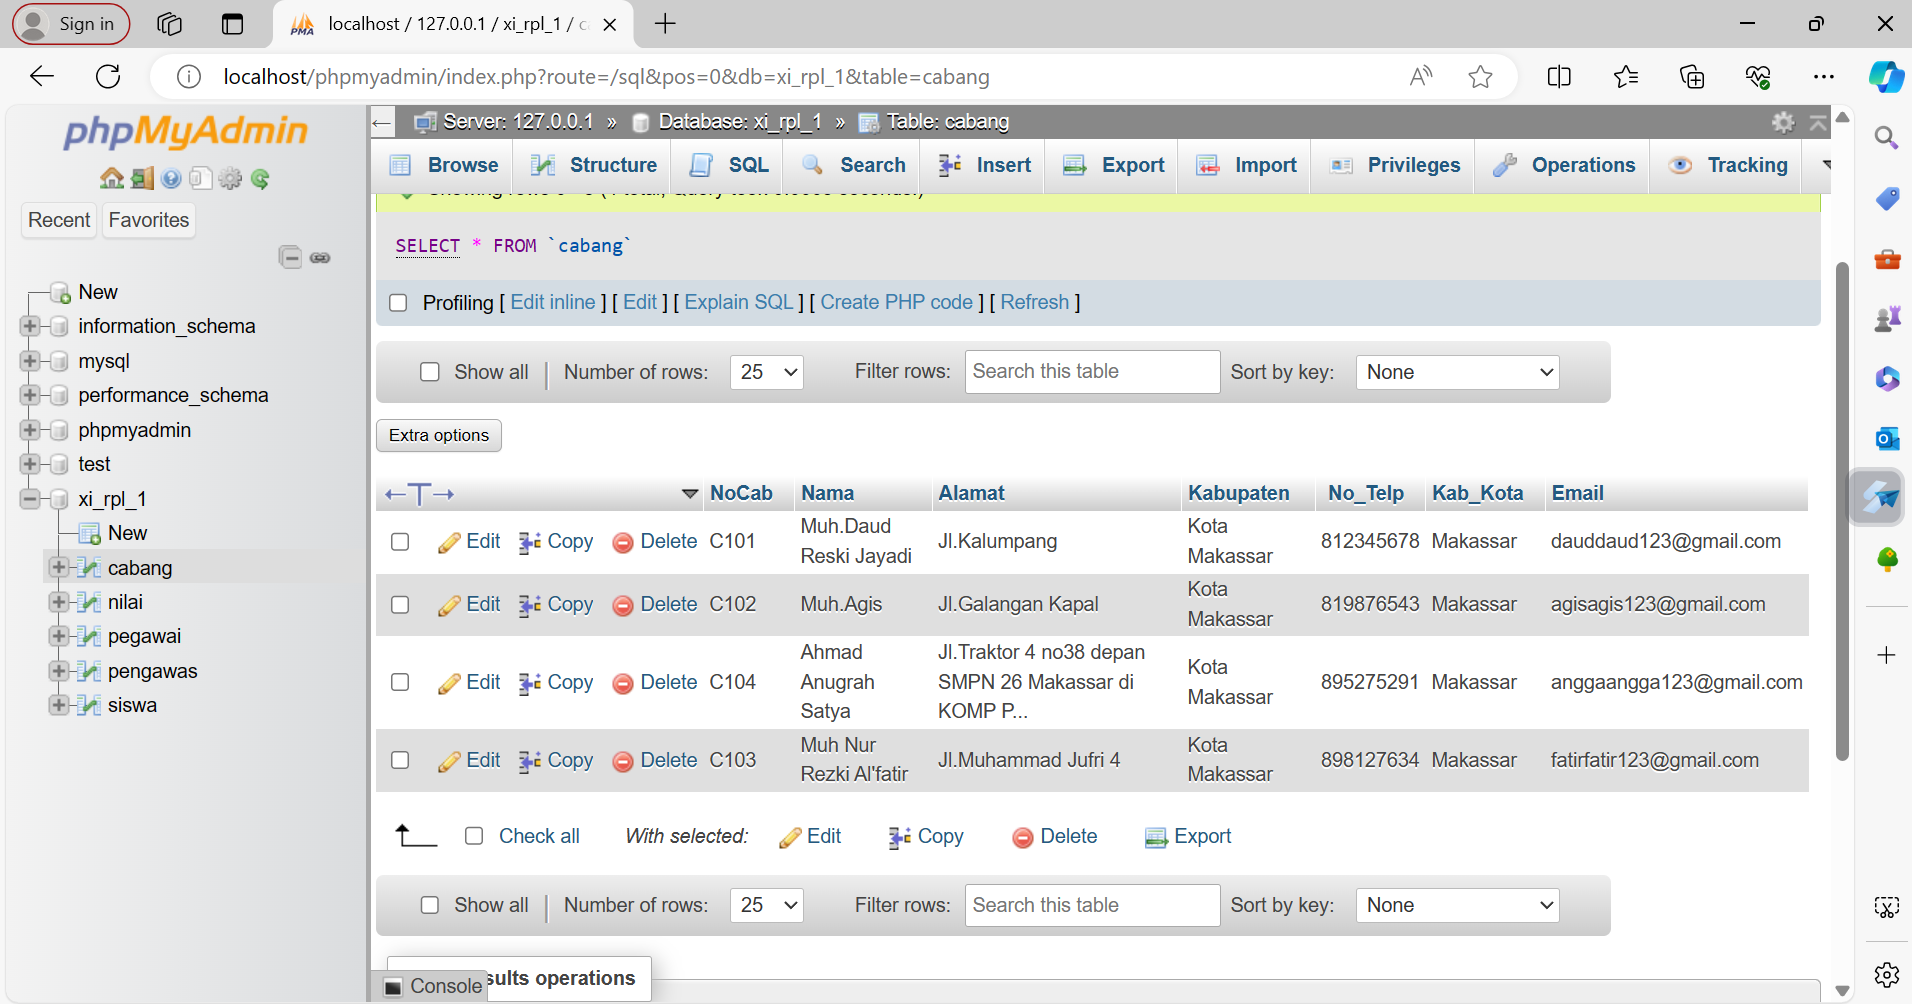 Sign in
localhost / 127.0.0.1 / xi_rpl_1 / c
localhost/phpmyadmin/index.php?route=/sql&pos=0&db=xi_rpl_1&table=cabang
phpMyAdmin
Recent Favorites
New
information_schema
mysql
performance_schema
phpmyadmin
test
xi_rpl_1
New
cabang
nilai
pegawai
pengawas
siswa
Server: 127.0.0.1 » Database: xi_rpl_1 » Table: cabang
Browse Structure SQL Search Insert Export Import Privileges Operations Tracking
SELECT * FROM `cabang`
Profiling [ Edit inline ] [ Edit ] [ Explain SQL ] [ Create PHP code ] [ Refresh ]
Show all Number of rows: 25 Filter rows: Search this table Sort by key: None
Extra options
←T→ NoCab Nama Alamat Kabupaten No_Telp Kab_Kota Email
Edit Copy Delete C101 Muh.Daud Reski Jayadi Jl.Kalumpang Kota Makassar 812345678 Makassar dauddaud123@gmail.com
Edit Copy Delete C102 Muh.Agis Jl.Galangan Kapal Kota Makassar 819876543 Makassar agisagis123@gmail.com
Edit Copy Delete C104 Ahmad Anugrah Satya Jl.Traktor 4 no38 depan SMPN 26 Makassar di KOMP P... Kota Makassar 895275291 Makassar anggaangga123@gmail.com
Edit Copy Delete C103 Muh Nur Rezki Al'fatir Jl.Muhammad Jufri 4 Kota Makassar 898127634 Makassar fatirfatir123@gmail.com
Check all With selected: Edit Copy Delete Export
Show all Number of rows: 25 Filter rows: Search this table Sort by key: None
Console sults operations